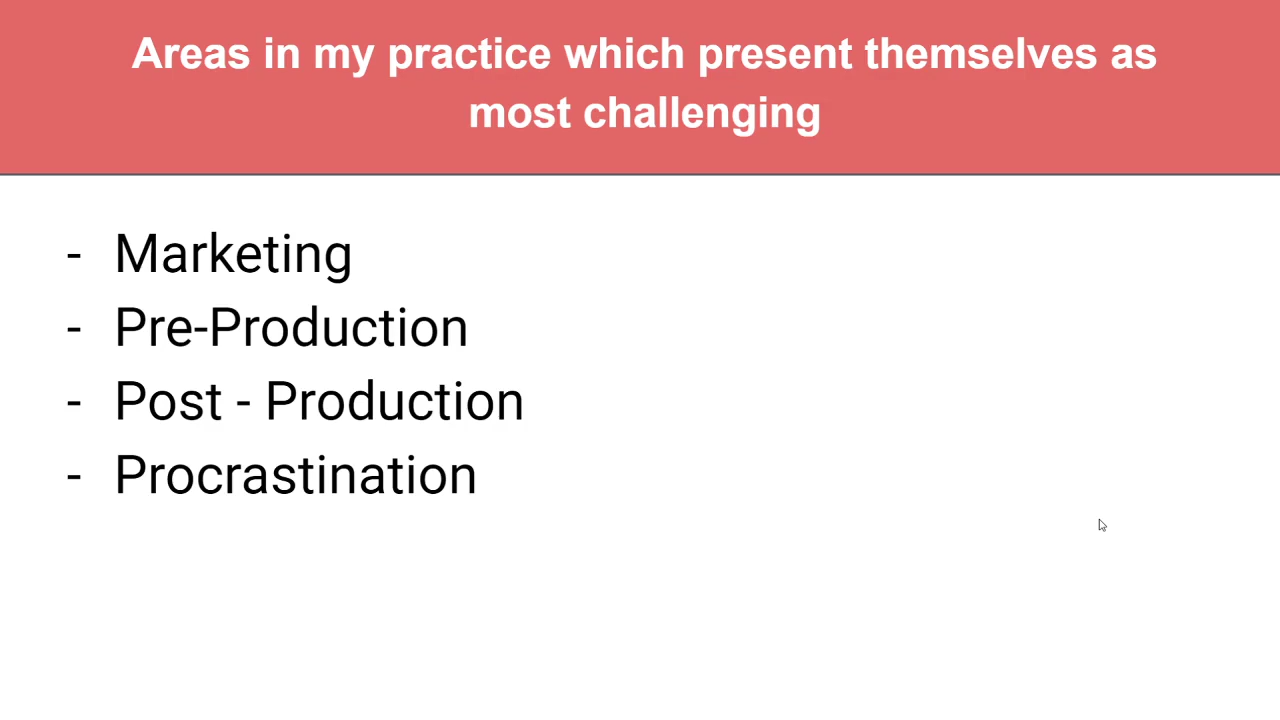 Areas in my practice which present themselves as
most challenging
- Marketing
- Pre-Production
- Post - Production
- Procrastination